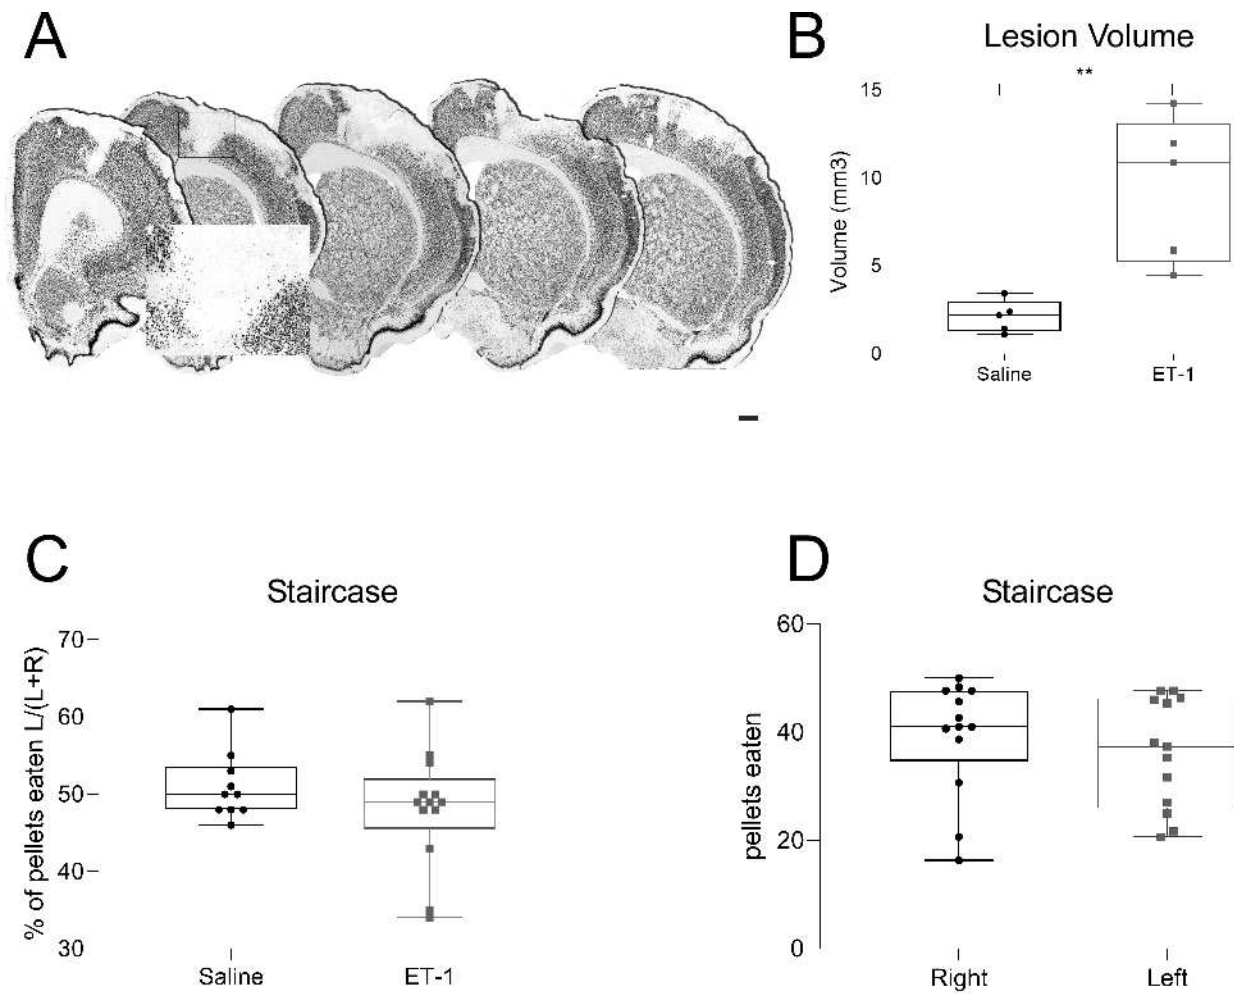 A
B
Lesion Volume
**
15
10
5
0
Volume (mm3)
Saline
ET-1
C
Staircase
70
60
50
40
30
% of pellets eaten L/(L+R)
Saline
ET-1
D
Staircase
60
40
20
0
pellets eaten
Right
Left